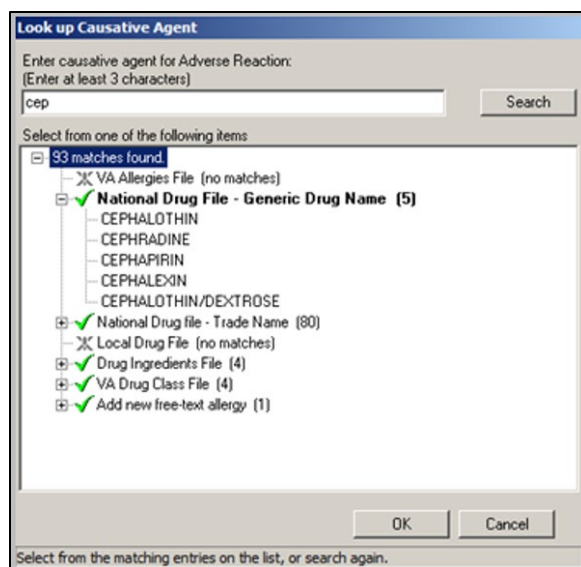 Look up Causative Agent
Enter causative agent for Adverse Reaction:
(Enter at least 3 characters)
cep
Search
Select from one of the following items
93 matches found.
VA Allergies File (no matches)
National Drug File - Generic Drug Name (5)
CEPHALOTHIN
CEPHRADINE
CEPHAPIRIN
CEPHALEXIN
CEPHALOTHIN/DEXTROSE
National Drug file - Trade Name (80)
Local Drug File (no matches)
Drug Ingredients File (4)
VA Drug Class File (4)
Add new free-text allergy (1)
OK
Cancel
Select from the matching entries on the list, or search again.